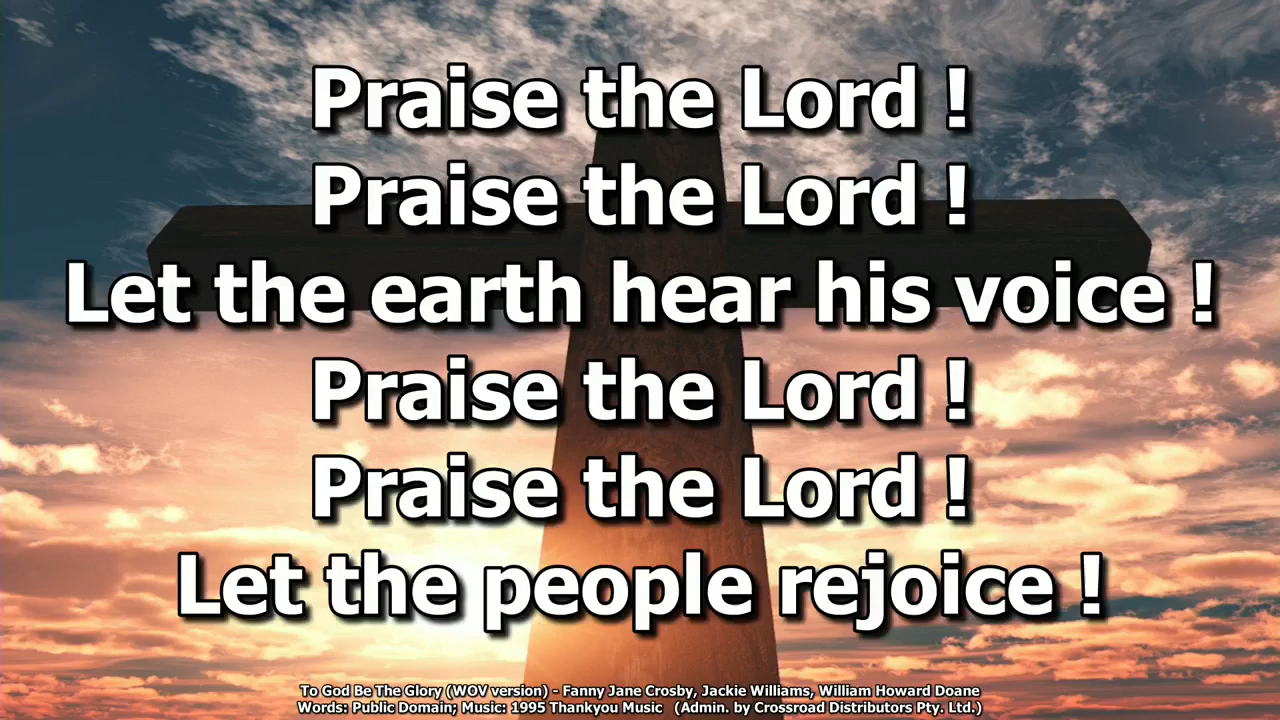 Praise the Lord !
Praise the Lord !
Let the earth hear his voice !
Praise the Lord !
Praise the Lord !
Let the people rejoice !
To God Be The Glory (WOV version) - Fanny Jane Crosby, Jackie Williams, William Howard Doane
Words: Public Domain; Music: 1995 Thankyou Music (Admin. by Crossroad Distributors Pty. Ltd.)